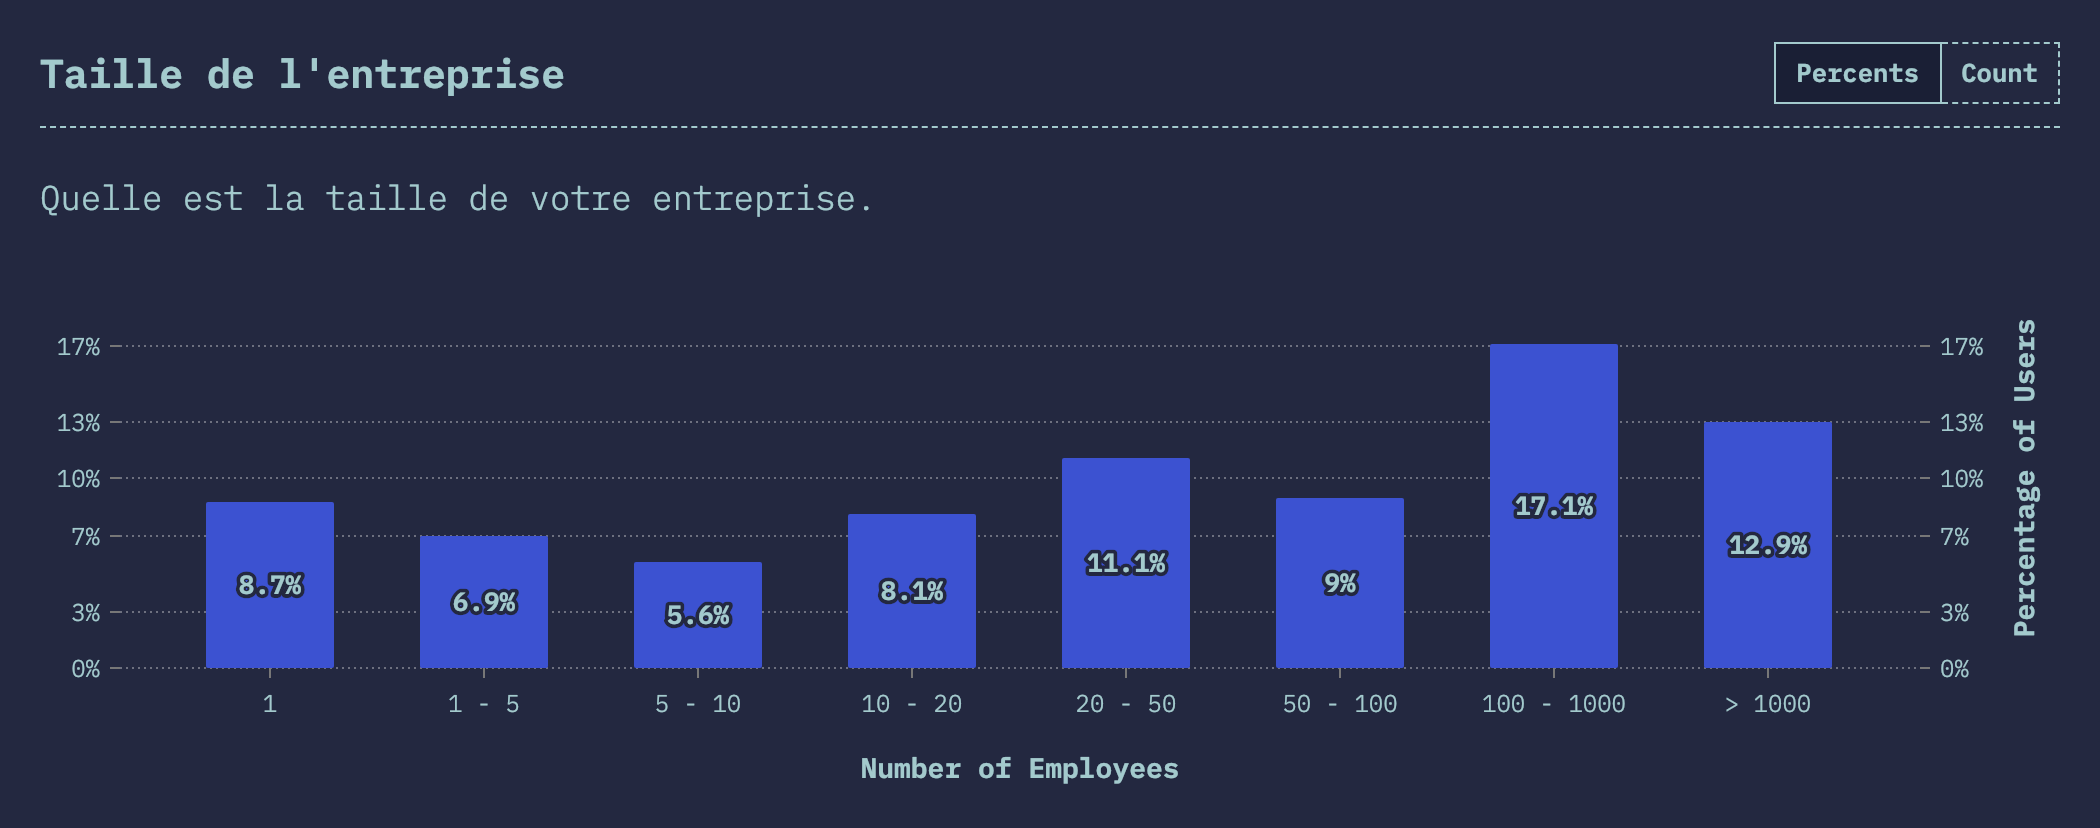 Taille de l'entreprise
Percents Count
Quelle est la taille de votre entreprise.
17% 17%
13% 13%
10% 10%
7% 7%
3% 3%
0% 0%
8.7% 6.9% 5.6% 8.1% 11.1% 9% 17.1% 12.9%
1 1 - 5 5 - 10 10 - 20 20 - 50 50 - 100 100 - 1000 > 1000
Number of Employees
Percentage of Users